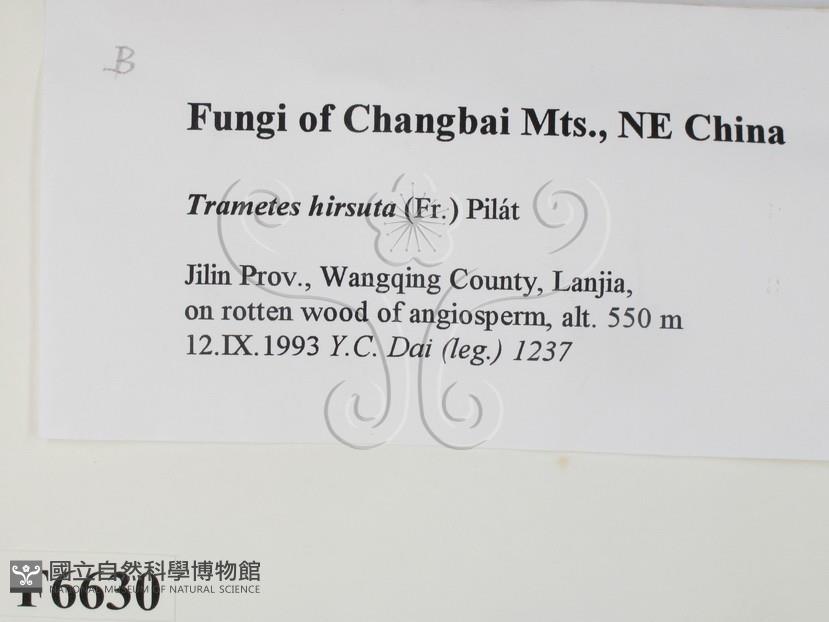 B
Fungi of Changbai Mts., NE China
Trametes hirsuta (Fr.) Pilát
Jilin Prov., Wangqing County, Lanjia,
on rotten wood of angiosperm, alt. 550 m
12.IX.1993 Y.C. Dai (leg.) 1237
國立自然科學博物館
NATIONAL MUSEUM OF NATURAL SCIENCE
F6630